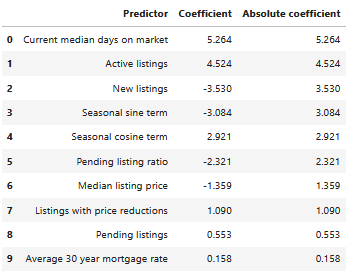 Predictor Coefficient Absolute coefficient
0 Current median days on market 5.264 5.264
1 Active listings 4.524 4.524
2 New listings -3.530 3.530
3 Seasonal sine term -3.084 3.084
4 Seasonal cosine term 2.921 2.921
5 Pending listing ratio -2.321 2.321
6 Median listing price -1.359 1.359
7 Listings with price reductions 1.090 1.090
8 Pending listings 0.553 0.553
9 Average 30 year mortgage rate 0.158 0.158